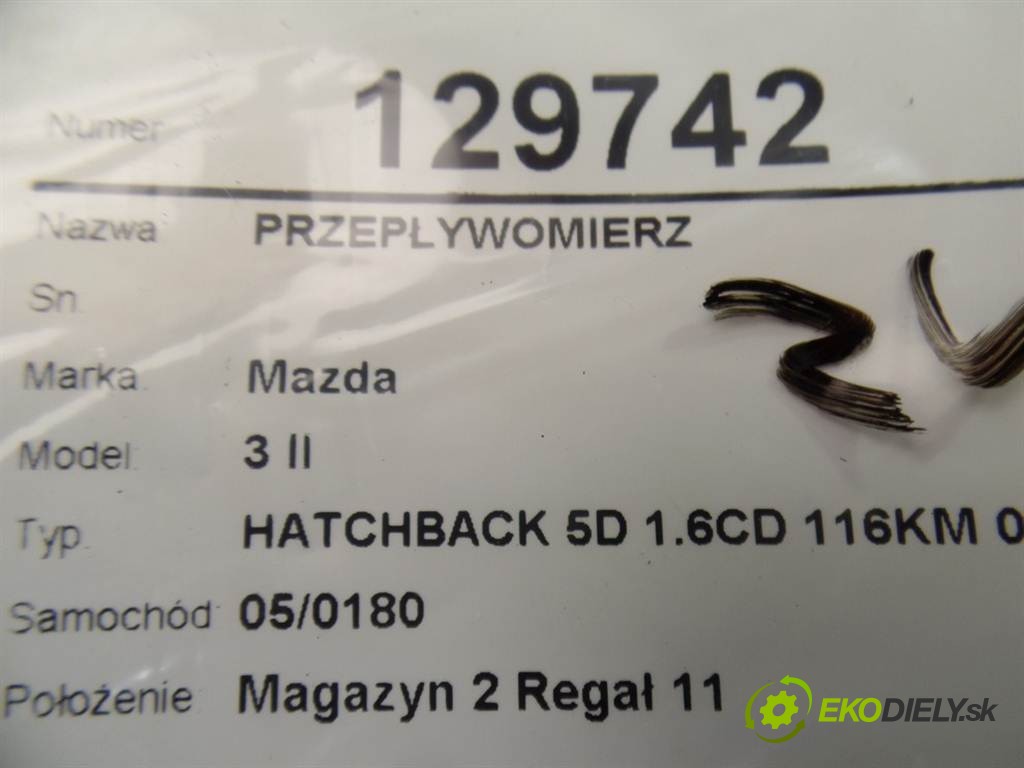 Numer 129742
Nazwa PRZEPŁYWOMIERZ
Sn
Marka Mazda
Model 3 II
Typ HATCHBACK 5D 1.6CD 116KM 0
Samochód 05/0180
Położenie Magazyn 2 Regał 11
EKODIELY.sk